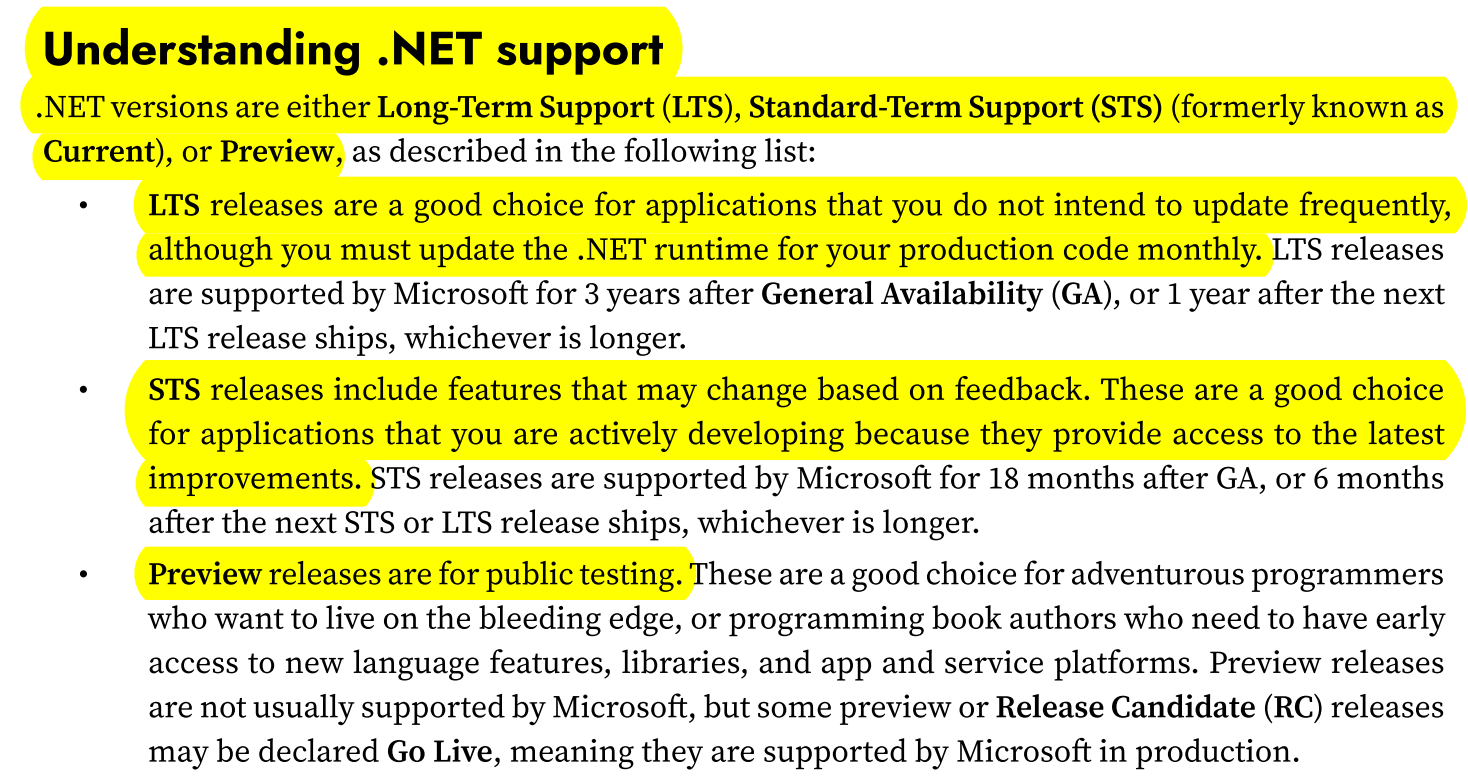 Understanding .NET support
.NET versions are either Long-Term Support (LTS), Standard-Term Support (STS) (formerly known as
Current), or Preview, as described in the following list:
• LTS releases are a good choice for applications that you do not intend to update frequently,
although you must update the .NET runtime for your production code monthly. LTS releases
are supported by Microsoft for 3 years after General Availability (GA), or 1 year after the next
LTS release ships, whichever is longer.
• STS releases include features that may change based on feedback. These are a good choice
for applications that you are actively developing because they provide access to the latest
improvements. STS releases are supported by Microsoft for 18 months after GA, or 6 months
after the next STS or LTS release ships, whichever is longer.
• Preview releases are for public testing. These are a good choice for adventurous programmers
who want to live on the bleeding edge, or programming book authors who need to have early
access to new language features, libraries, and app and service platforms. Preview releases
are not usually supported by Microsoft, but some preview or Release Candidate (RC) releases
may be declared Go Live, meaning they are supported by Microsoft in production.